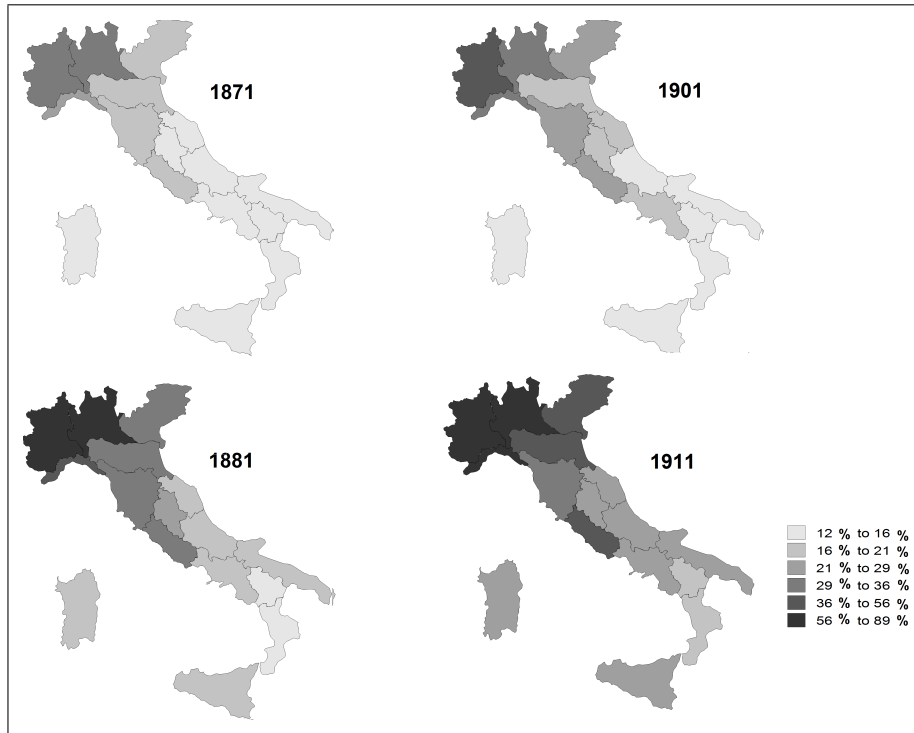 1871
1901
1881
1911
12 % to 16 %
16 % to 21 %
21 % to 29 %
29 % to 36 %
36 % to 56 %
56 % to 89 %